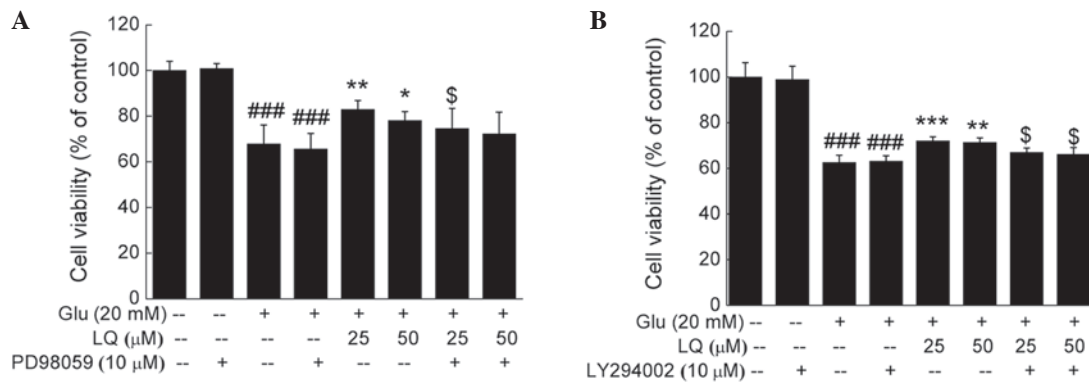 A
120
100
80
60
40
20
0
Cell viability (% of control)
### ### ** * $
Glu (20 mM) -- -- + + + + + +
LQ (μM) -- -- -- -- 25 50 25 50
PD98059 (10 μM) -- + -- + -- -- + +
B
120
100
80
60
40
20
0
Cell viability (% of control)
### ### *** ** $ $
Glu (20 mM) -- -- + + + + + +
LQ (μM) -- -- -- -- 25 50 25 50
LY294002 (10 μM) -- + -- + -- -- + +